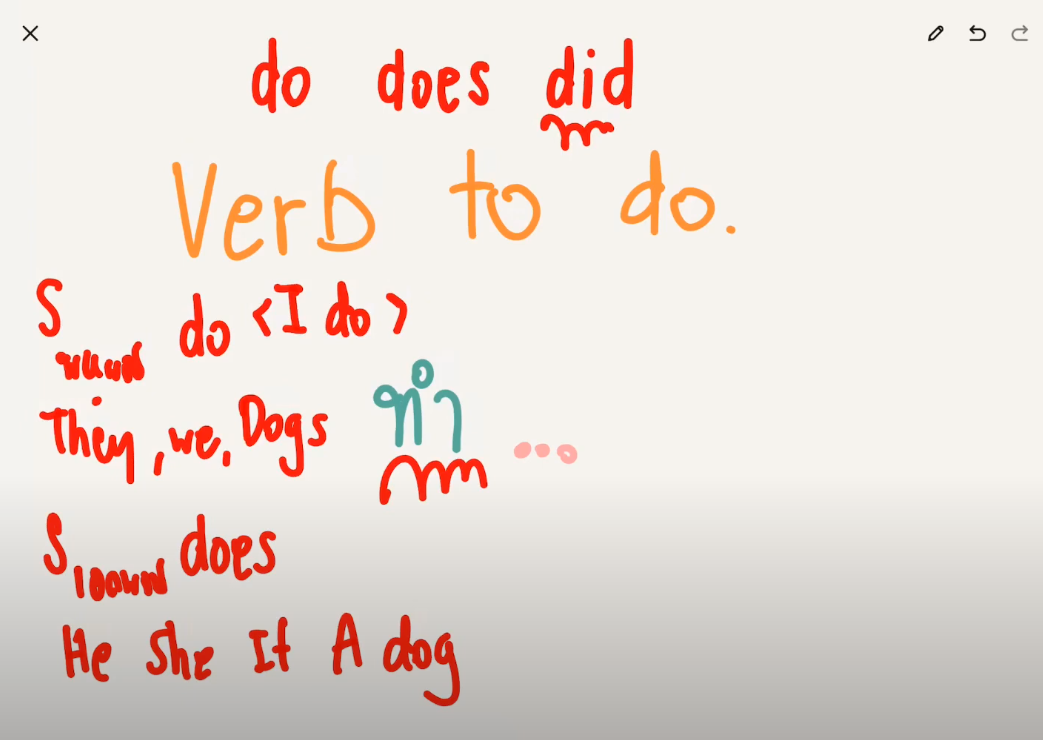 do does did
Verb to do.
S do <I do>
They, we, Dogs ทำ ...
S does
He She It A dog